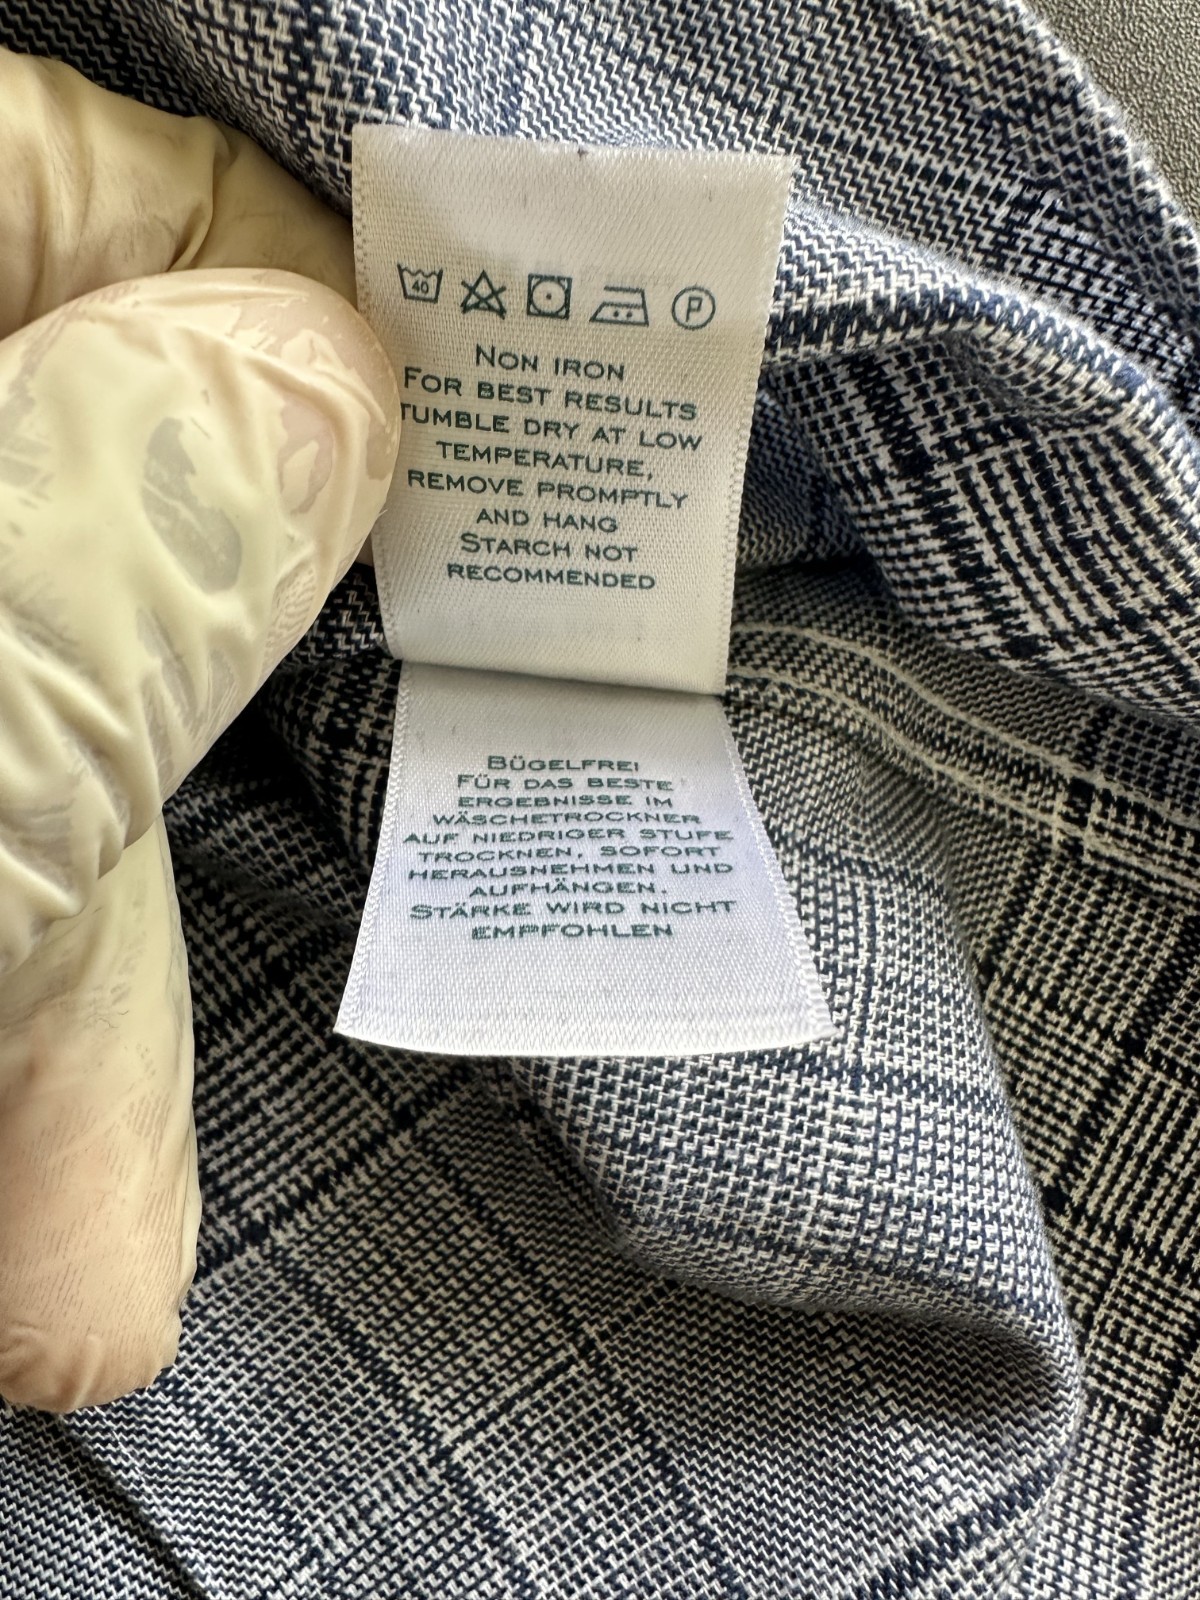 40
P
NON IRON
FOR BEST RESULTS
TUMBLE DRY AT LOW
TEMPERATURE,
REMOVE PROMPTLY
AND HANG
STARCH NOT
RECOMMENDED
BÜGELFREI
FÜR DAS BESTE
ERGEBNISSE IM
WÄSCHETROCKNER
AUF NIEDRIGER STUFE
TROCKNEN, SOFORT
HERAUSNEHMEN UND
AUFHÄNGEN.
STÄRKE WIRD NICHT
EMPFOHLEN